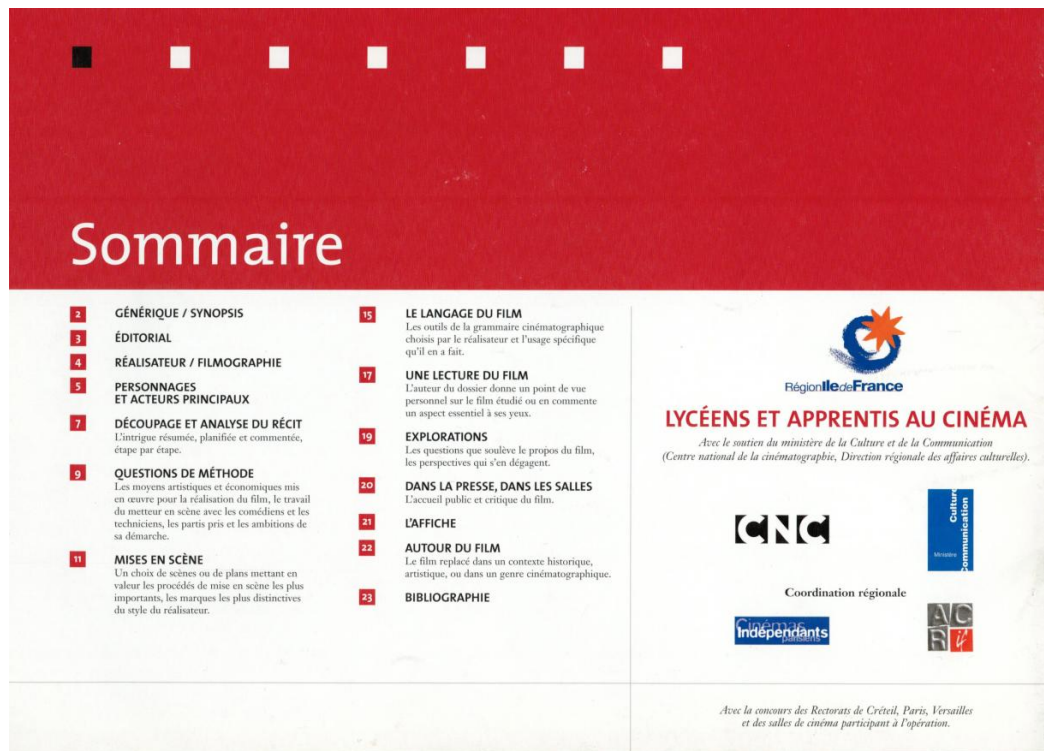 Sommaire
2 GÉNÉRIQUE / SYNOPSIS
3 ÉDITORIAL
4 RÉALISATEUR / FILMOGRAPHIE
5 PERSONNAGES
ET ACTEURS PRINCIPAUX
7 DÉCOUPAGE ET ANALYSE DU RÉCIT
L'intrigue résumée, planifiée et commentée,
étape par étape.
9 QUESTIONS DE MÉTHODE
Les moyens artistiques et économiques mis
en œuvre pour la réalisation du film, le travail
du metteur en scène avec les comédiens et les
techniciens, les partis pris et les ambitions de
sa démarche.
11 MISES EN SCÈNE
Un choix de scènes ou de plans mettant en
valeur les procédés de mise en scène les plus
importants, les marques les plus distinctives
du style du réalisateur.
15 LE LANGAGE DU FILM
Les outils de la grammaire cinématographique
choisis par le réalisateur et l'usage spécifique
qu'il en a fait.
17 UNE LECTURE DU FILM
L'auteur du dossier donne un point de vue
personnel sur le film étudié ou en commente
un aspect essentiel à ses yeux.
19 EXPLORATIONS
Les questions que soulève le propos du film,
les perspectives qui s'en dégagent.
20 DANS LA PRESSE, DANS LES SALLES
L'accueil public et critique du film.
21 L'AFFICHE
22 AUTOUR DU FILM
Le film replacé dans un contexte historique,
artistique, ou dans un genre cinématographique.
23 BIBLIOGRAPHIE
RégionIledeFrance
LYCÉENS ET APPRENTIS AU CINÉMA
Avec le soutien du ministère de la Culture et de la Communication
(Centre national de la cinématographie, Direction régionale des affaires culturelles).
CNC
Culture
Communication
Ministère
Coordination régionale
Cinémas
Indépendants
parisiens
AC
R if
Avec la concours des Rectorats de Créteil, Paris, Versailles
et des salles de cinéma participant à l'opération.